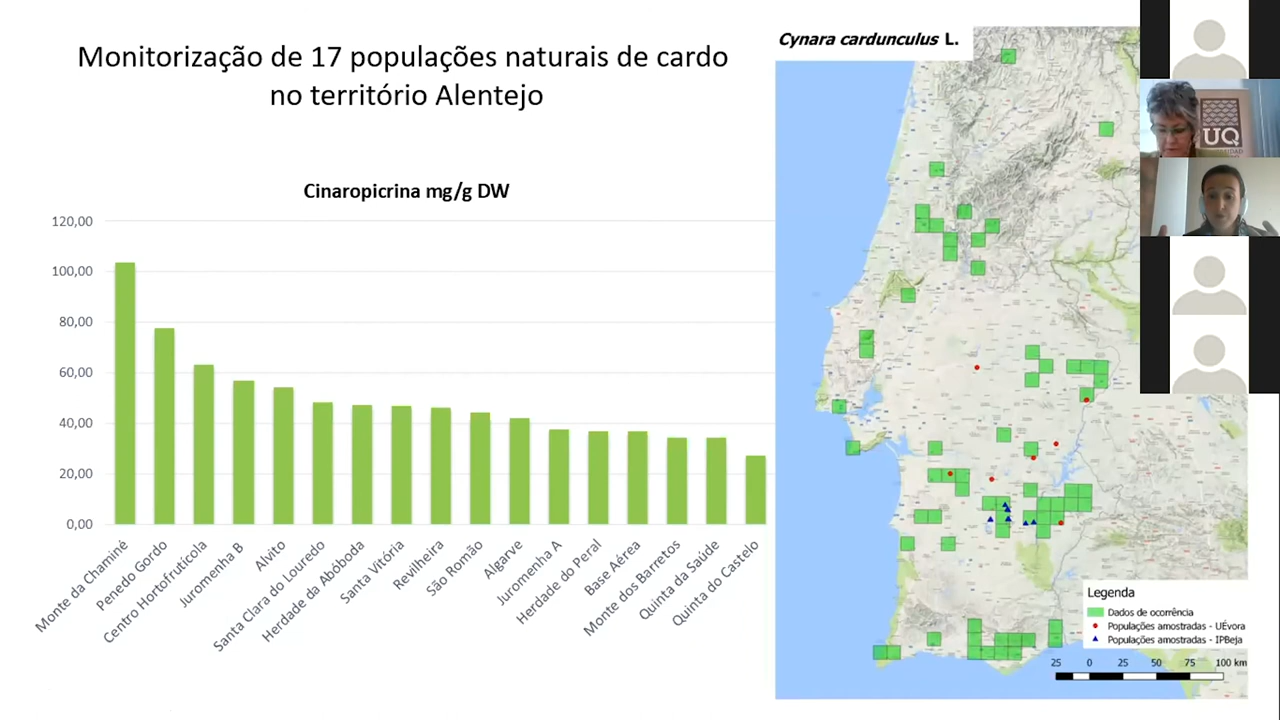 Monitorização de 17 populações naturais de cardo
no território Alentejo
Cinaropicrina mg/g DW
120,00
100,00
80,00
60,00
40,00
20,00
0,00
Monte da Chaminé
Penedo Gordo
Centro Hortofrutícola
Juromenha B
Alvito
Santa Clara do Louredo
Herdade da Abóboda
Santa Vitória
Revilheira
São Romão
Algarve
Juromenha A
Herdade do Peral
Base Aérea
Monte dos Barretos
Quinta da Saúde
Quinta do Castelo
Cynara cardunculus L.
UQ
Legenda
Dados de ocorrência
Populações amostradas - UÉvora
Populações amostradas - IPBeja
25 0 25 50 75 100 km